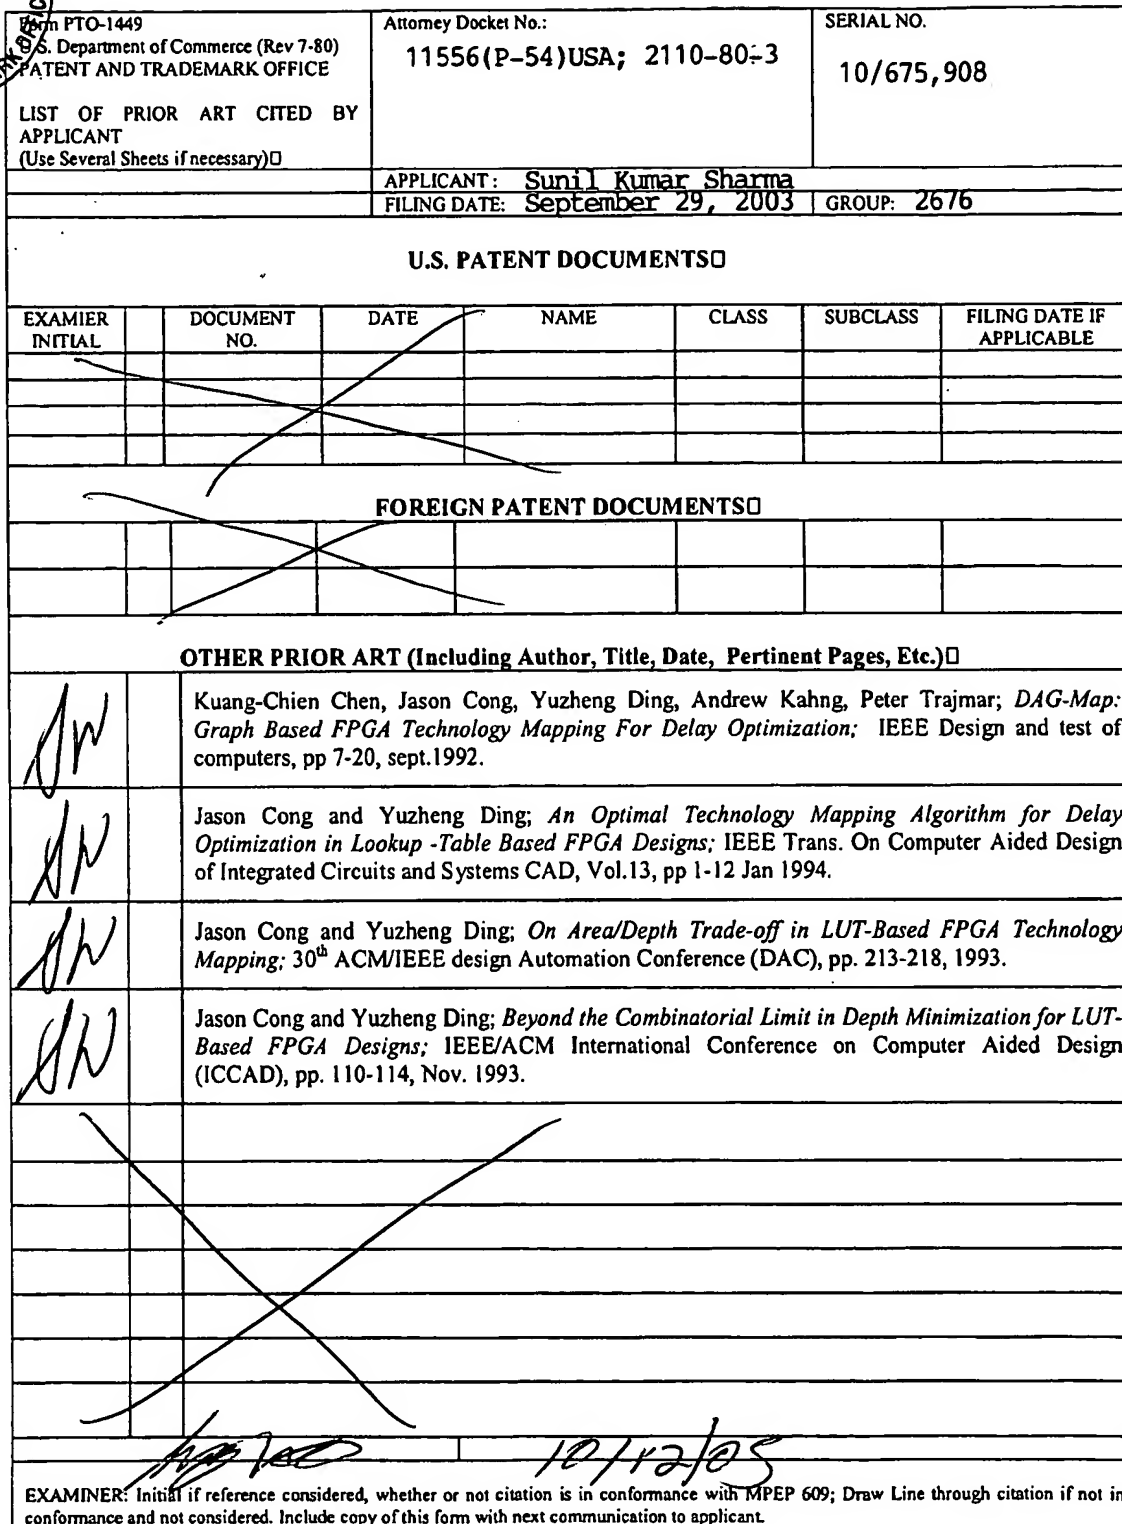 Form PTO-1449
U.S. Department of Commerce (Rev 7-80)
PATENT AND TRADEMARK OFFICE
LIST OF PRIOR ART CITED BY
APPLICANT
(Use Several Sheets if necessary)□
Attorney Docket No.:
11556(P-54)USA; 2110-80-3
SERIAL NO.
10/675,908
APPLICANT: Sunil Kumar Sharma
FILING DATE: September 29, 2003 GROUP: 2676
U.S. PATENT DOCUMENTS□
EXAMIER INITIAL DOCUMENT NO. DATE NAME CLASS SUBCLASS FILING DATE IF APPLICABLE
FOREIGN PATENT DOCUMENTS□
OTHER PRIOR ART (Including Author, Title, Date, Pertinent Pages, Etc.)□
Kuang-Chien Chen, Jason Cong, Yuzheng Ding, Andrew Kahng, Peter Trajmar; DAG-Map:
Graph Based FPGA Technology Mapping For Delay Optimization; IEEE Design and test of
computers, pp 7-20, sept.1992.
Jason Cong and Yuzheng Ding; An Optimal Technology Mapping Algorithm for Delay
Optimization in Lookup -Table Based FPGA Designs; IEEE Trans. On Computer Aided Design
of Integrated Circuits and Systems CAD, Vol.13, pp 1-12 Jan 1994.
Jason Cong and Yuzheng Ding; On Area/Depth Trade-off in LUT-Based FPGA Technology
Mapping; 30th ACM/IEEE design Automation Conference (DAC), pp. 213-218, 1993.
Jason Cong and Yuzheng Ding; Beyond the Combinatorial Limit in Depth Minimization for LUT-
Based FPGA Designs; IEEE/ACM International Conference on Computer Aided Design
(ICCAD), pp. 110-114, Nov. 1993.
10/12/05
EXAMINER: Initial if reference considered, whether or not citation is in conformance with MPEP 609; Draw Line through citation if not in
conformance and not considered. Include copy of this form with next communication to applicant.